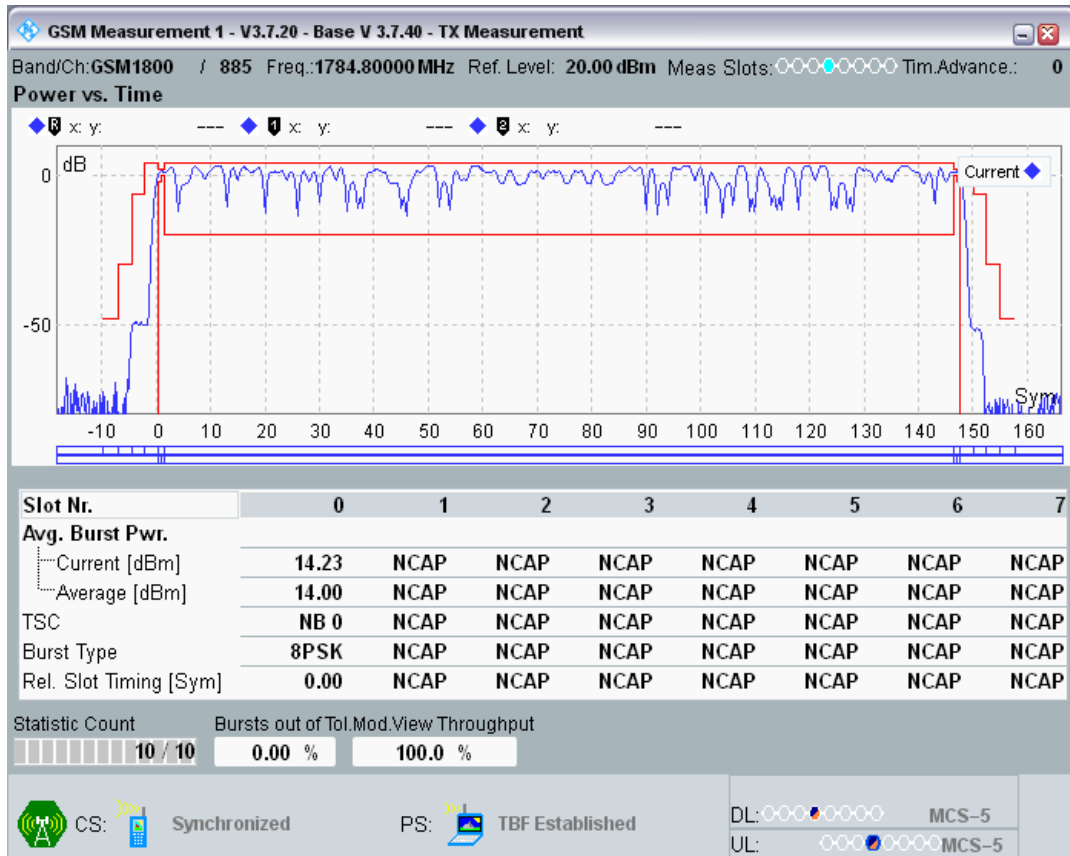 GSM Measurement 1 - V3.7.20 - Base V 3.7.40 - TX Measurement
Band/Ch:GSM1800 / 885 Freq.:1784.80000 MHz Ref. Level: 20.00 dBm Meas Slots: Tim.Advance.: 0
Power vs. Time
R x: y: --- 1 x: y: --- 2 x: y: ---
dB
0
Current
-50
Sym
-10 0 10 20 30 40 50 60 70 80 90 100 110 120 130 140 150 160
Slot Nr. 0 1 2 3 4 5 6 7
Avg. Burst Pwr.
Current [dBm] 14.23 NCAP NCAP NCAP NCAP NCAP NCAP NCAP
Average [dBm] 14.00 NCAP NCAP NCAP NCAP NCAP NCAP NCAP
TSC NB 0 NCAP NCAP NCAP NCAP NCAP NCAP NCAP
Burst Type 8PSK NCAP NCAP NCAP NCAP NCAP NCAP NCAP
Rel. Slot Timing [Sym] 0.00 NCAP NCAP NCAP NCAP NCAP NCAP NCAP
Statistic Count Bursts out of Tol. Mod.View Throughput
10 / 10 0.00 % 100.0 %
CS: Synchronized PS: TBF Established
DL: MCS-5
UL: MCS-5